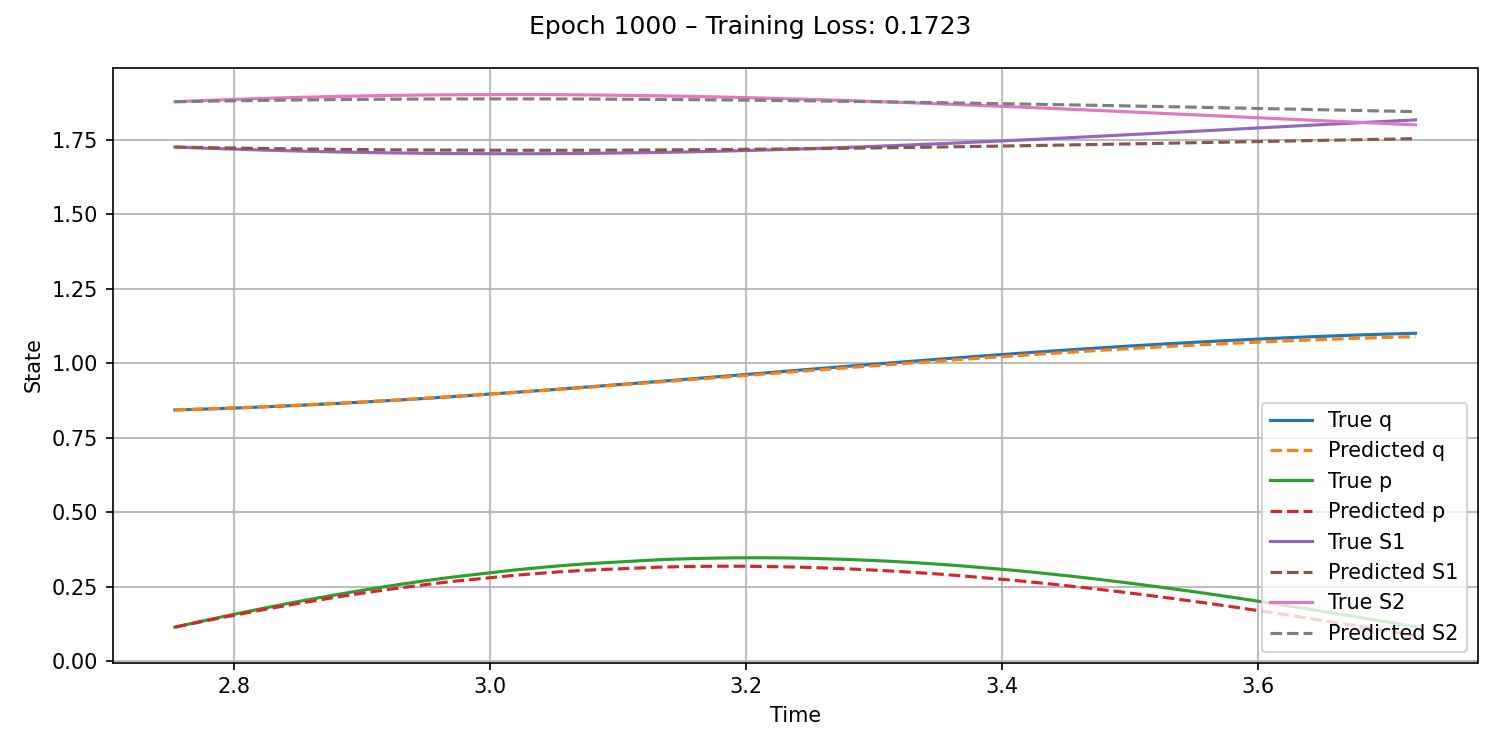 Epoch 1000 – Training Loss: 0.1723
State
1.75
1.50
1.25
1.00
0.75
0.50
0.25
0.00
True q
Predicted q
True p
Predicted p
True S1
Predicted S1
True S2
Predicted S2
2.8 3.0 3.2 3.4 3.6
Time